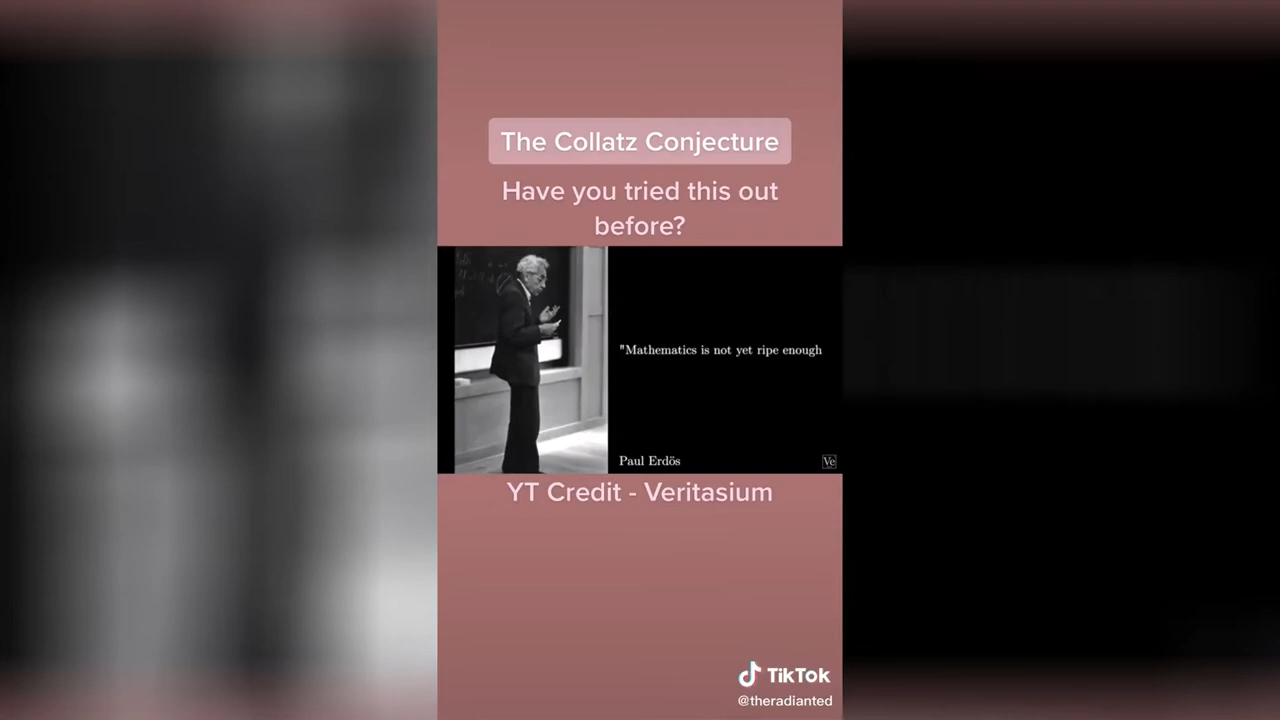 The Collatz Conjecture
Have you tried this out
before?
"Mathematics is not yet ripe enough
Paul Erdös
Ve
YT Credit - Veritasium
TikTok
@theradianted